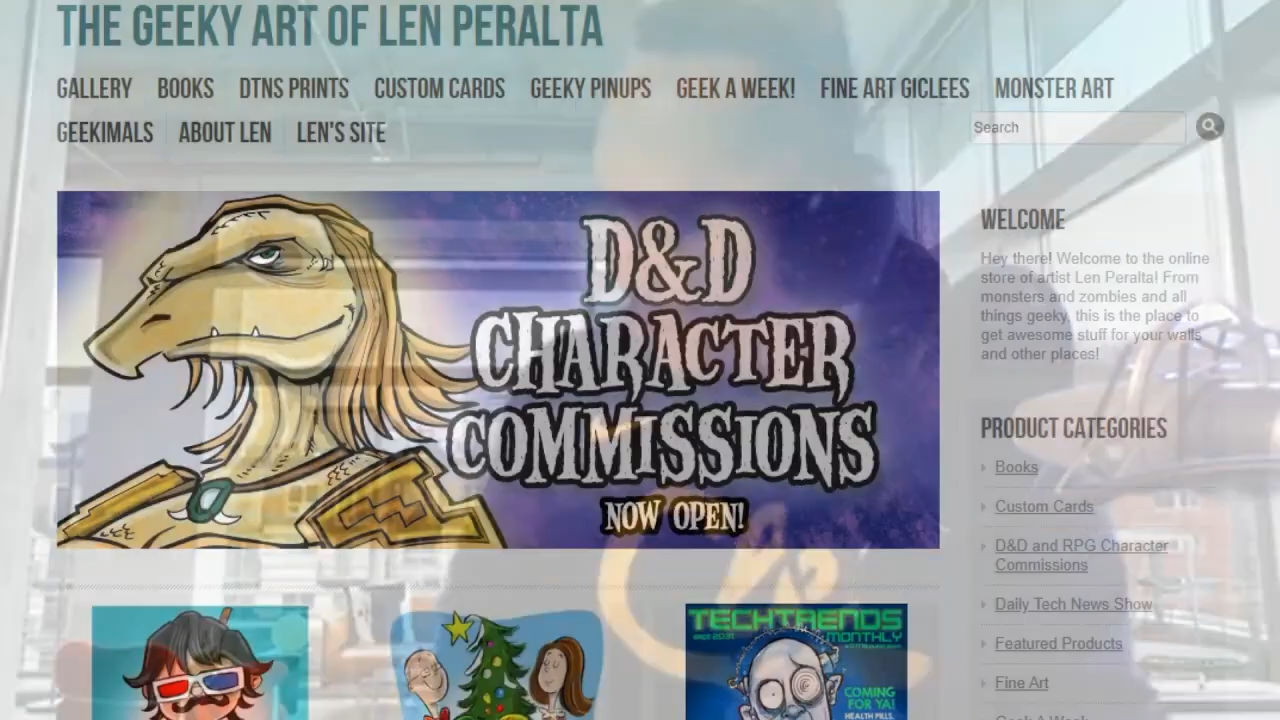 THE GEEKY ART OF LEN PERALTA
GALLERY BOOKS DTNS PRINTS CUSTOM CARDS GEEKY PINUPS GEEK A WEEK! FINE ART GICLEES MONSTER ART
GEEKIMALS ABOUT LEN LEN'S SITE
Search
D&D
CHARACTER
COMMISSIONS
NOW OPEN!
WELCOME
Hey there! Welcome to the online
store of artist Len Peralta! From
monsters and zombies and all
things geeky, this is the place to
get awesome stuff for your walls
and other places!
PRODUCT CATEGORIES
Books
Custom Cards
D&D and RPG Character
Commissions
Daily Tech News Show
Featured Products
Fine Art
Geek A Week
TECHTRENDS
MONTHLY
COMING
FOR YA!
HEALTH PILLS,